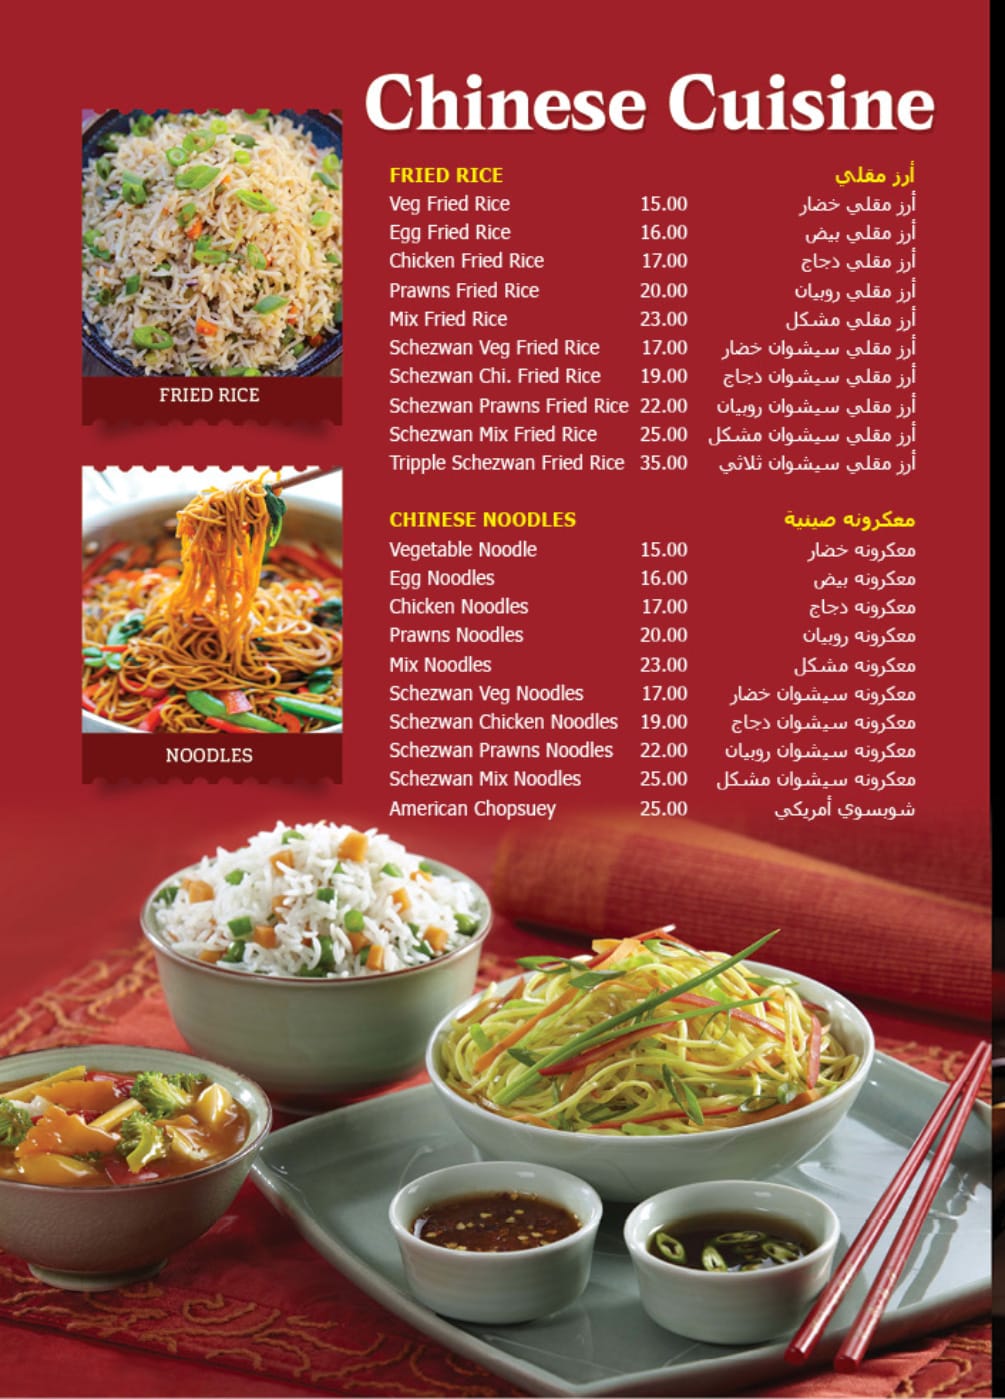 Chinese Cuisine
FRIED RICE أرز مقلي
Veg Fried Rice 15.00 أرز مقلي خضار
Egg Fried Rice 16.00 أرز مقلي بيض
Chicken Fried Rice 17.00 أرز مقلي دجاج
Prawns Fried Rice 20.00 أرز مقلي روبيان
Mix Fried Rice 23.00 أرز مقلي مشكل
Schezwan Veg Fried Rice 17.00 أرز مقلي سيشوان خضار
Schezwan Chi. Fried Rice 19.00 أرز مقلي سيشوان دجاج
Schezwan Prawns Fried Rice 22.00 أرز مقلي سيشوان روبيان
Schezwan Mix Fried Rice 25.00 أرز مقلي سيشوان مشكل
Tripple Schezwan Fried Rice 35.00 أرز مقلي سيشوان ثلاثي
FRIED RICE
CHINESE NOODLES معكرونه صينية
Vegetable Noodle 15.00 معكرونه خضار
Egg Noodles 16.00 معكرونه بيض
Chicken Noodles 17.00 معكرونه دجاج
Prawns Noodles 20.00 معكرونه روبيان
Mix Noodles 23.00 معكرونه مشكل
Schezwan Veg Noodles 17.00 معكرونه سيشوان خضار
Schezwan Chicken Noodles 19.00 معكرونه سيشوان دجاج
Schezwan Prawns Noodles 22.00 معكرونه سيشوان روبيان
Schezwan Mix Noodles 25.00 معكرونه سيشوان مشكل
American Chopsuey 25.00 شوبسوي أمريكي
NOODLES